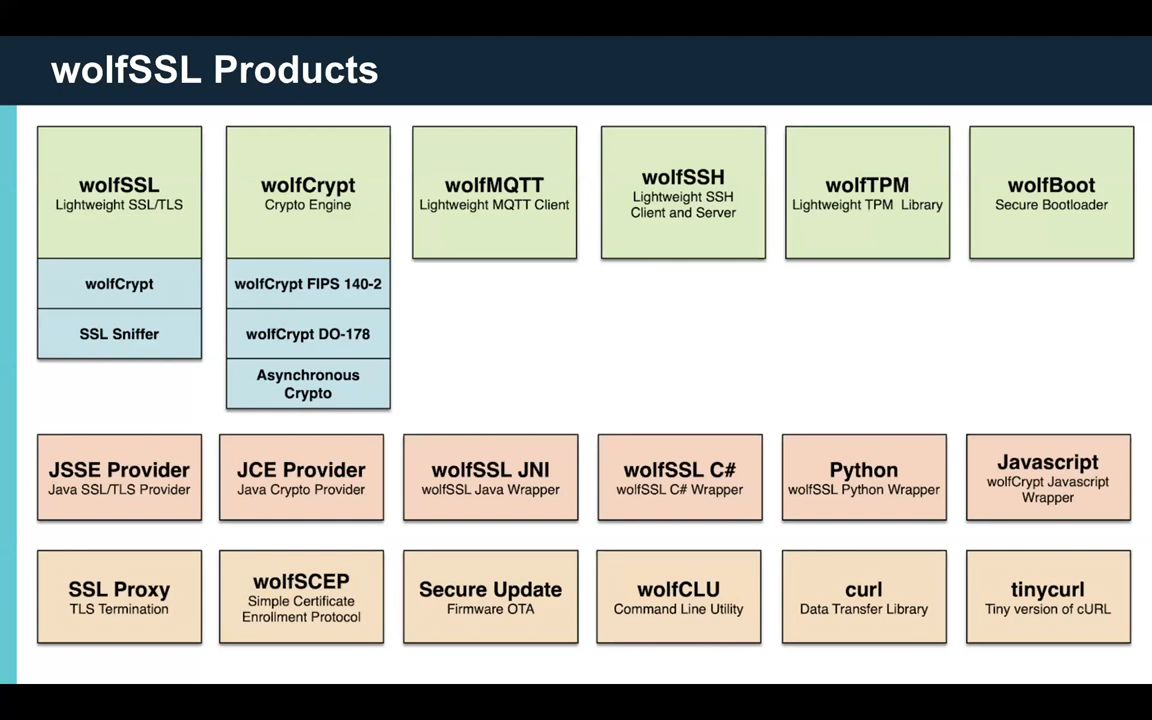 wolfSSL Products
wolfSSL
Lightweight SSL/TLS
wolfCrypt
SSL Sniffer
wolfCrypt
Crypto Engine
wolfCrypt FIPS 140-2
wolfCrypt DO-178
Asynchronous
Crypto
wolfMQTT
Lightweight MQTT Client
wolfSSH
Lightweight SSH
Client and Server
wolfTPM
Lightweight TPM Library
wolfBoot
Secure Bootloader
JSSE Provider
Java SSL/TLS Provider
JCE Provider
Java Crypto Provider
wolfSSL JNI
wolfSSL Java Wrapper
wolfSSL C#
wolfSSL C# Wrapper
Python
wolfSSL Python Wrapper
Javascript
wolfCrypt Javascript
Wrapper
SSL Proxy
TLS Termination
wolfSCEP
Simple Certificate
Enrollment Protocol
Secure Update
Firmware OTA
wolfCLU
Command Line Utility
curl
Data Transfer Library
tinycurl
Tiny version of cURL